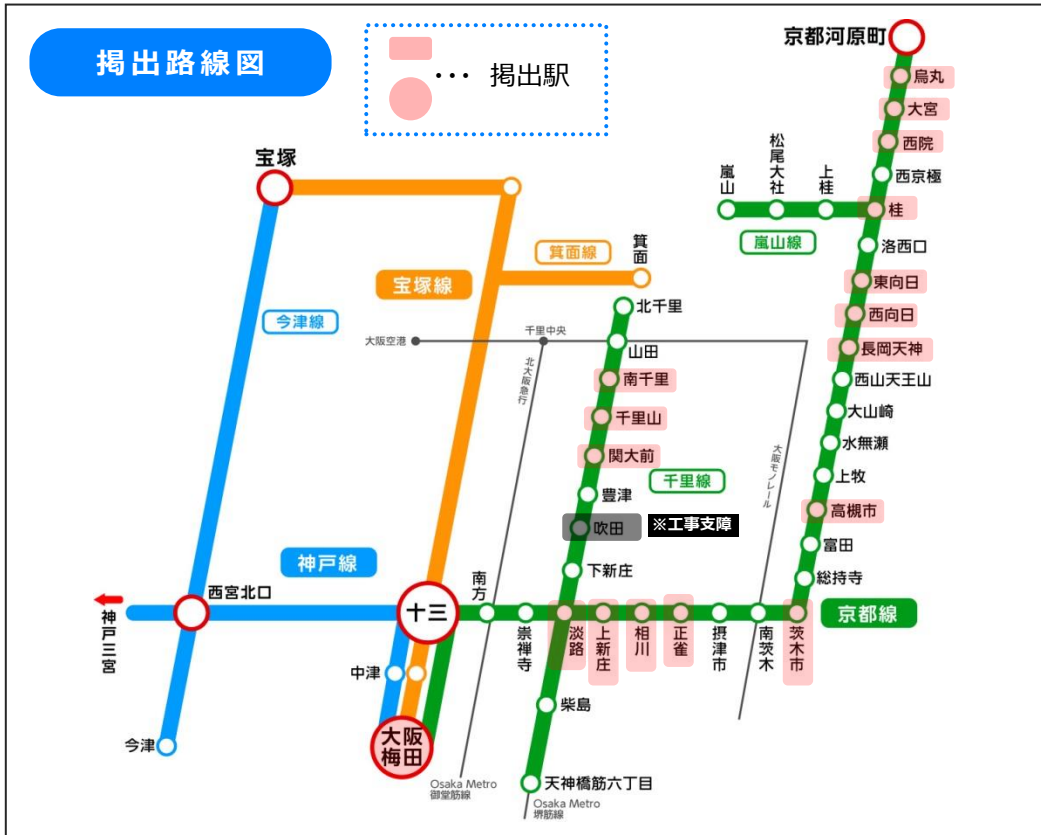 掲出路線図
・・・ 掲出駅
京都河原町
烏丸
大宮
西院
西京極
桂
洛西口
東向日
西向日
長岡天神
西山天王山
大山崎
水無瀬
上牧
高槻市
富田
総持寺
京都線
嵐山
松尾大社
上桂
嵐山線
宝塚
箕面線
箕面
宝塚線
今津線
大阪空港
千里中央
北大阪急行
大阪モノレール
北千里
山田
南千里
千里山
関大前
千里線
豊津
吹田
※工事支障
下新庄
神戸線
西宮北口
神戸三宮
十三
南方
崇禅寺
淡路
上新庄
相川
正雀
摂津市
南茨木
茨木市
中津
大阪
梅田
今津
柴島
天神橋筋六丁目
Osaka Metro
御堂筋線
Osaka Metro
堺筋線